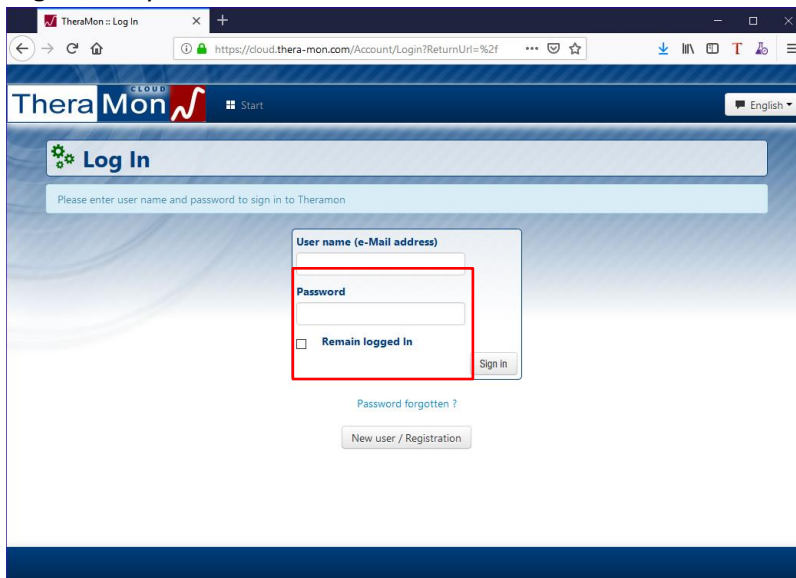 TheraMon :: Log In
https://cloud.thera-mon.com/Account/Login?ReturnUrl=%2f
CLOUD
Thera Mon
Start
English
Log In
Please enter user name and password to sign in to Theramon
User name (e-Mail address)
Password
Remain logged In
Sign in
Password forgotten ?
New user / Registration